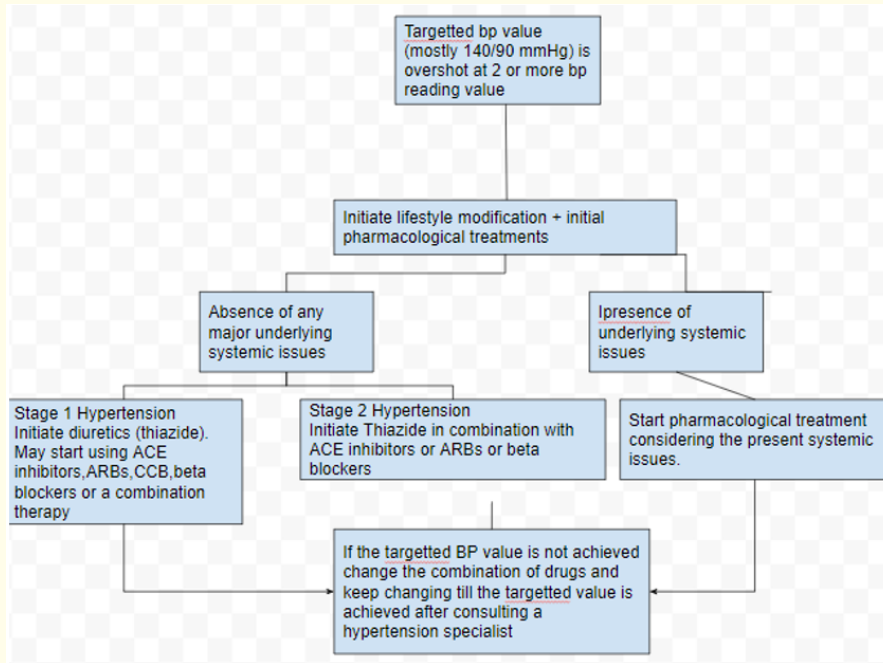 Targetted bp value
(mostly 140/90 mmHg) is
overshot at 2 or more bp
reading value
Initiate lifestyle modification + initial
pharmacological treatments
Absence of any
major underlying
systemic issues
Ipresence of
underlying systemic
issues
Stage 1 Hypertension
Initiate diuretics (thiazide).
May start using ACE
inhibitors,ARBs,CCB,beta
blockers or a combination
therapy
Stage 2 Hypertension
Initiate Thiazide in combination with
ACE inhibitors or ARBs or beta
blockers
Start pharmacological treatment
considering the present systemic
issues.
If the targetted BP value is not achieved
change the combination of drugs and
keep changing till the targetted value is
achieved after consulting a
hypertension specialist